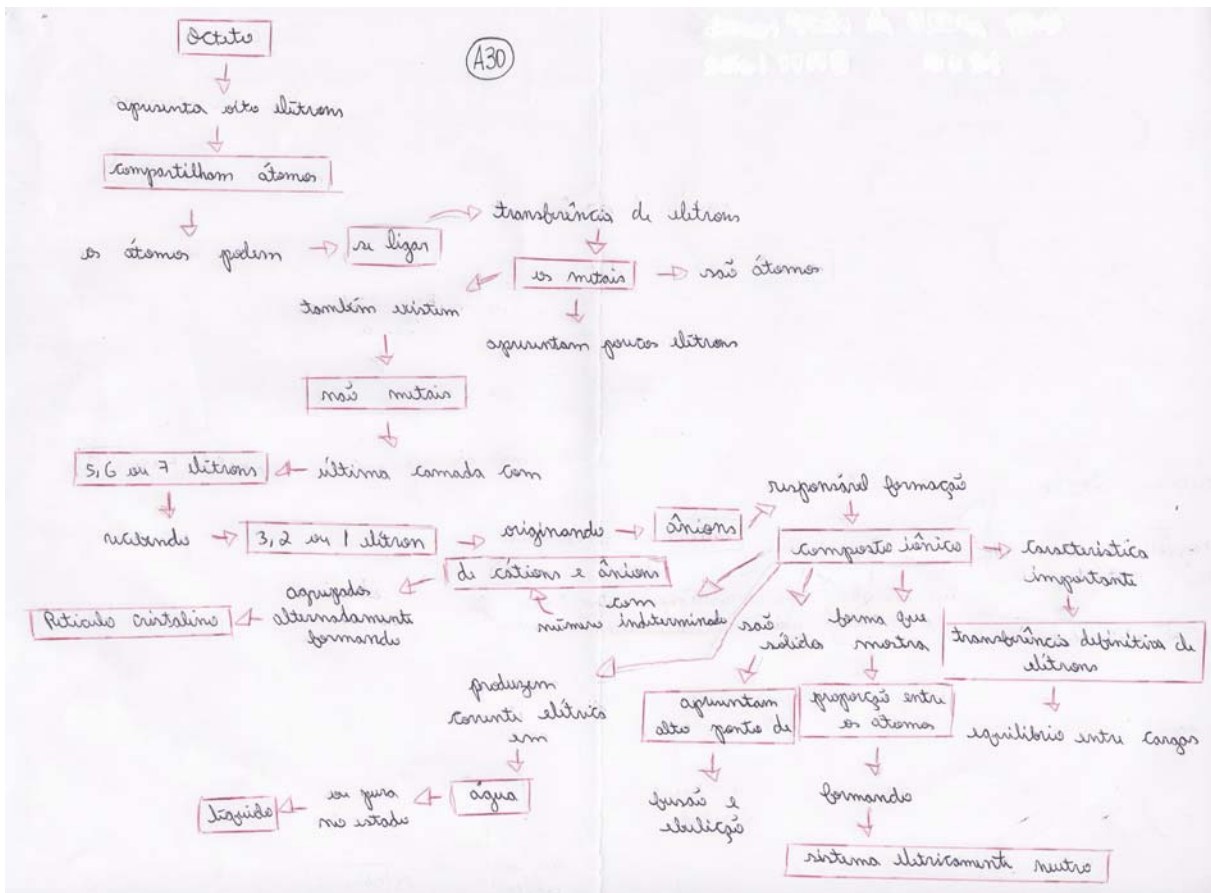 Octeto
A30
apresenta oito elétrons
compartilham átomos
os átomos podem
se ligar
transferência de elétrons
os metais
são átomos
também existem
apresentam poucos elétrons
não metais
última camada com
5, 6 ou 7 elétrons
recebendo
3, 2 ou 1 elétron
originando
ânions
responsável formação
composto iônico
característica
importante
transferência definitiva de
elétrons
equilíbrio entre cargas
com
número indeterminado
de cátions e ânions
agrupados
alternadamente
formando
Retículo cristalino
são
sólidos
apresentam
alto ponto de
fusão e
ebulição
forma que
mostra
proporção entre
os átomos
formando
sistema eletricamente neutro
produzem
corrente elétrica
em
água
ou pura
no estado
líquido